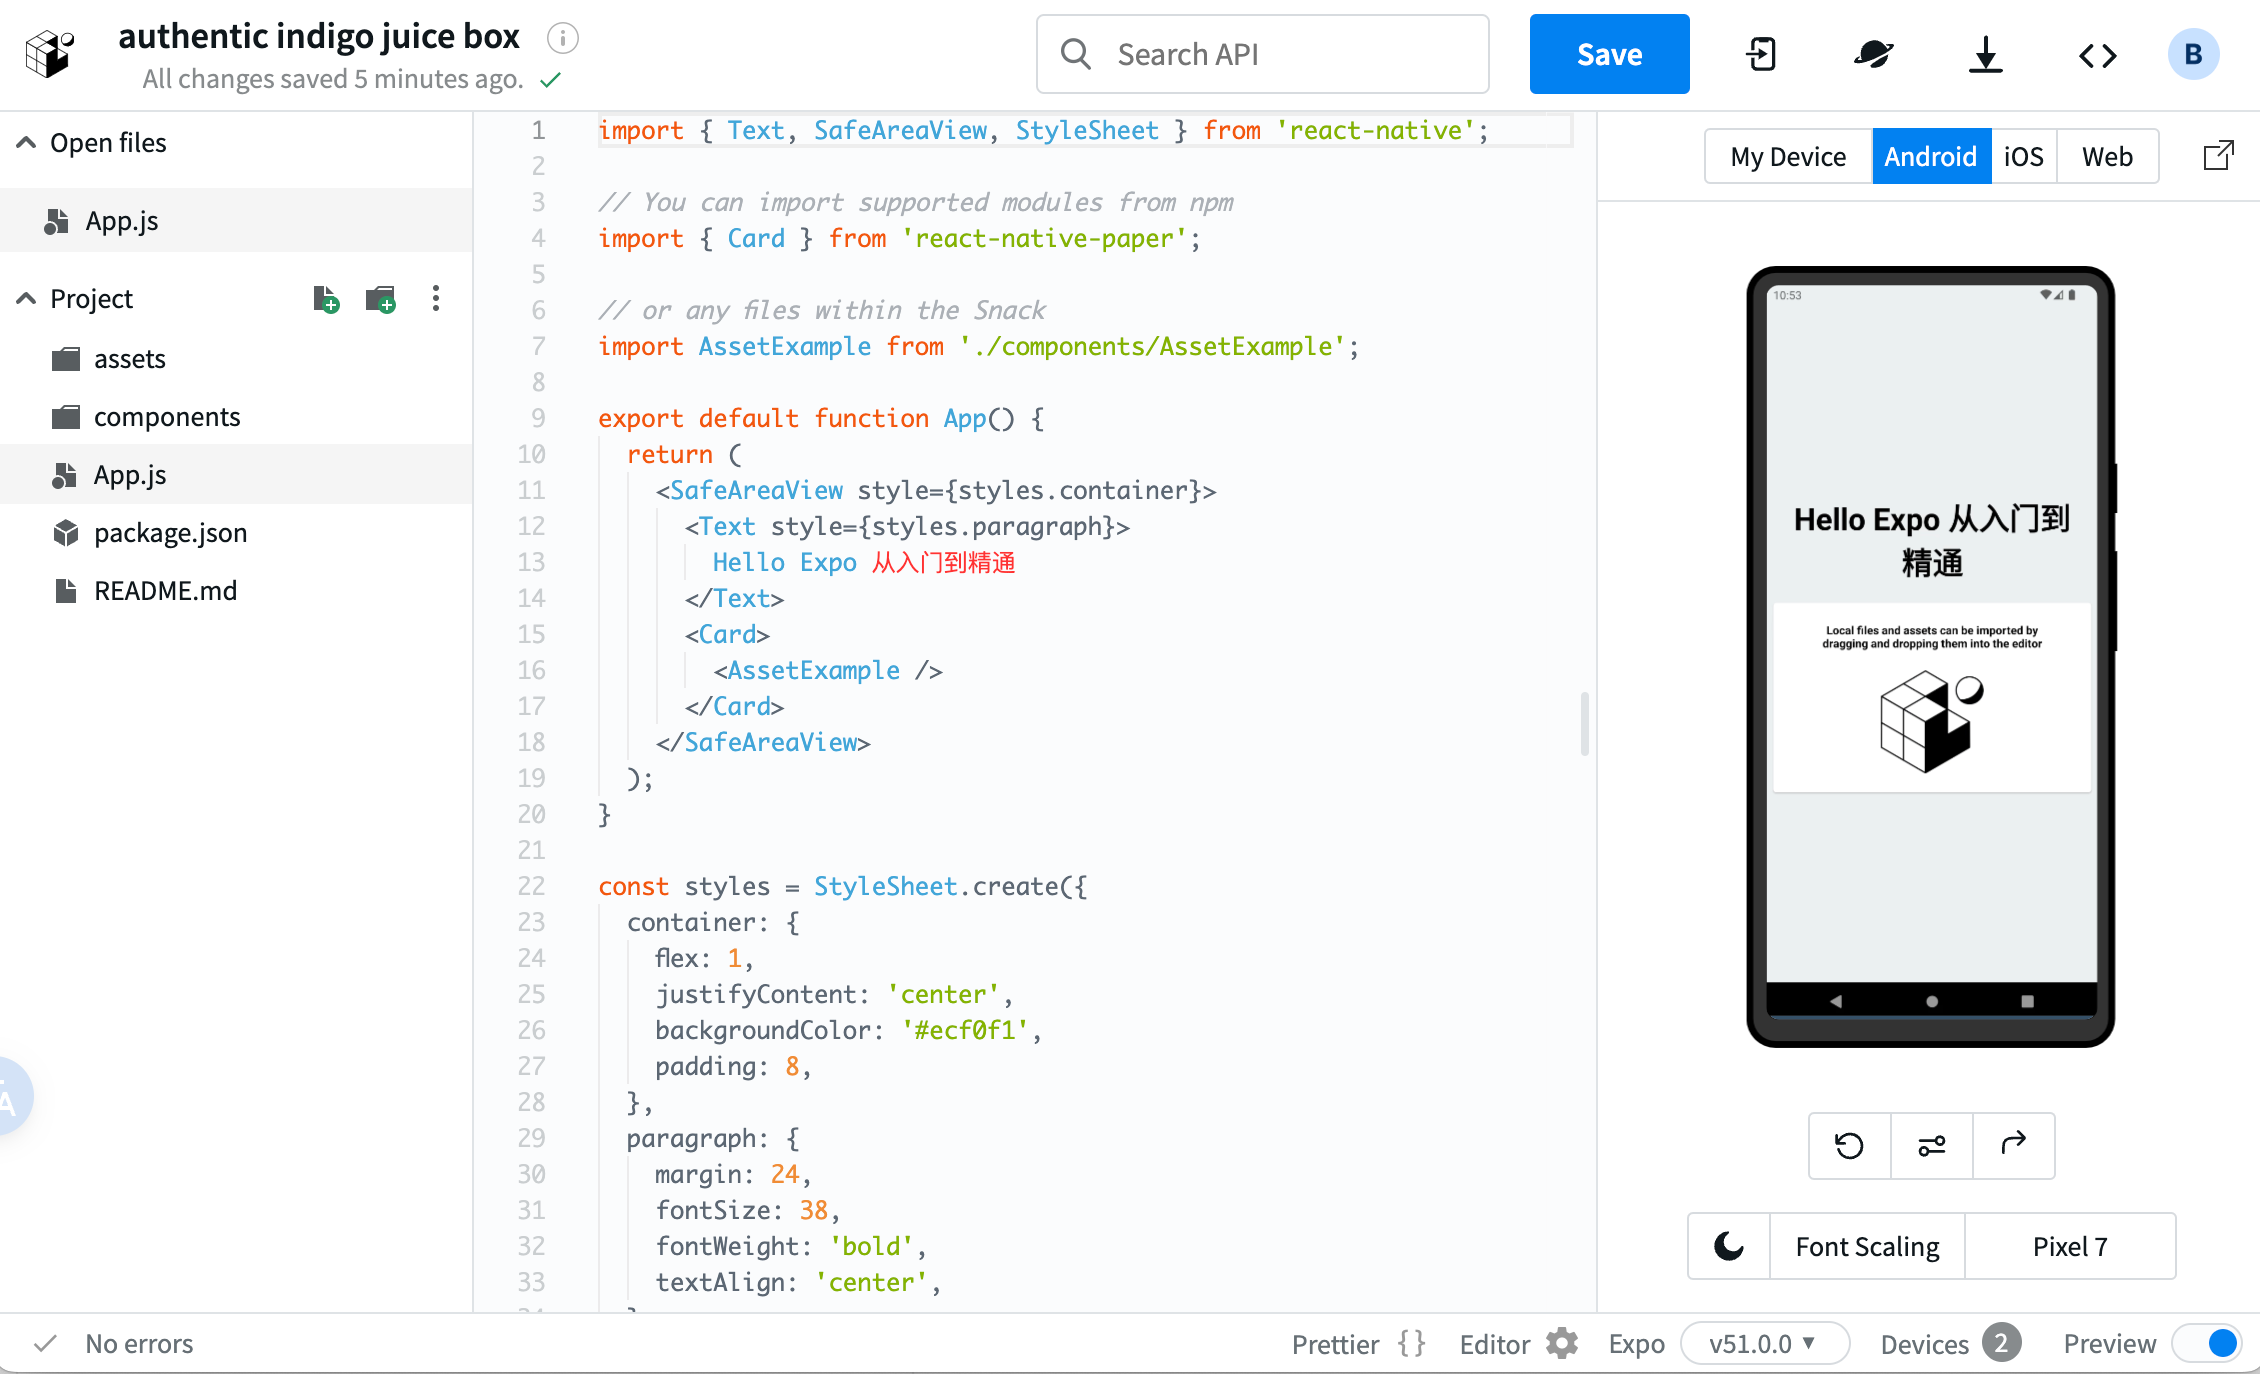 authentic indigo juice box
All changes saved 5 minutes ago.
Search API
Save
B
Open files
App.js
Project
assets
components
App.js
package.json
README.md
1 import { Text, SafeAreaView, StyleSheet } from 'react-native';
2
3 // You can import supported modules from npm
4 import { Card } from 'react-native-paper';
5
6 // or any files within the Snack
7 import AssetExample from './components/AssetExample';
8
9 export default function App() {
10 return (
11 <SafeAreaView style={styles.container}>
12 <Text style={styles.paragraph}>
13 Hello Expo 从入门到精通
14 </Text>
15 <Card>
16 <AssetExample />
17 </Card>
18 </SafeAreaView>
19 );
20 }
21
22 const styles = StyleSheet.create({
23 container: {
24 flex: 1,
25 justifyContent: 'center',
26 backgroundColor: '#ecf0f1',
27 padding: 8,
28 },
29 paragraph: {
30 margin: 24,
31 fontSize: 38,
32 fontWeight: 'bold',
33 textAlign: 'center',
My Device Android iOS Web
10:53
Hello Expo 从入门到
精通
Local files and assets can be imported by
dragging and dropping them into the editor
Font Scaling Pixel 7
No errors
Prettier {} Editor Expo v51.0.0 ▼ Devices 2 Preview